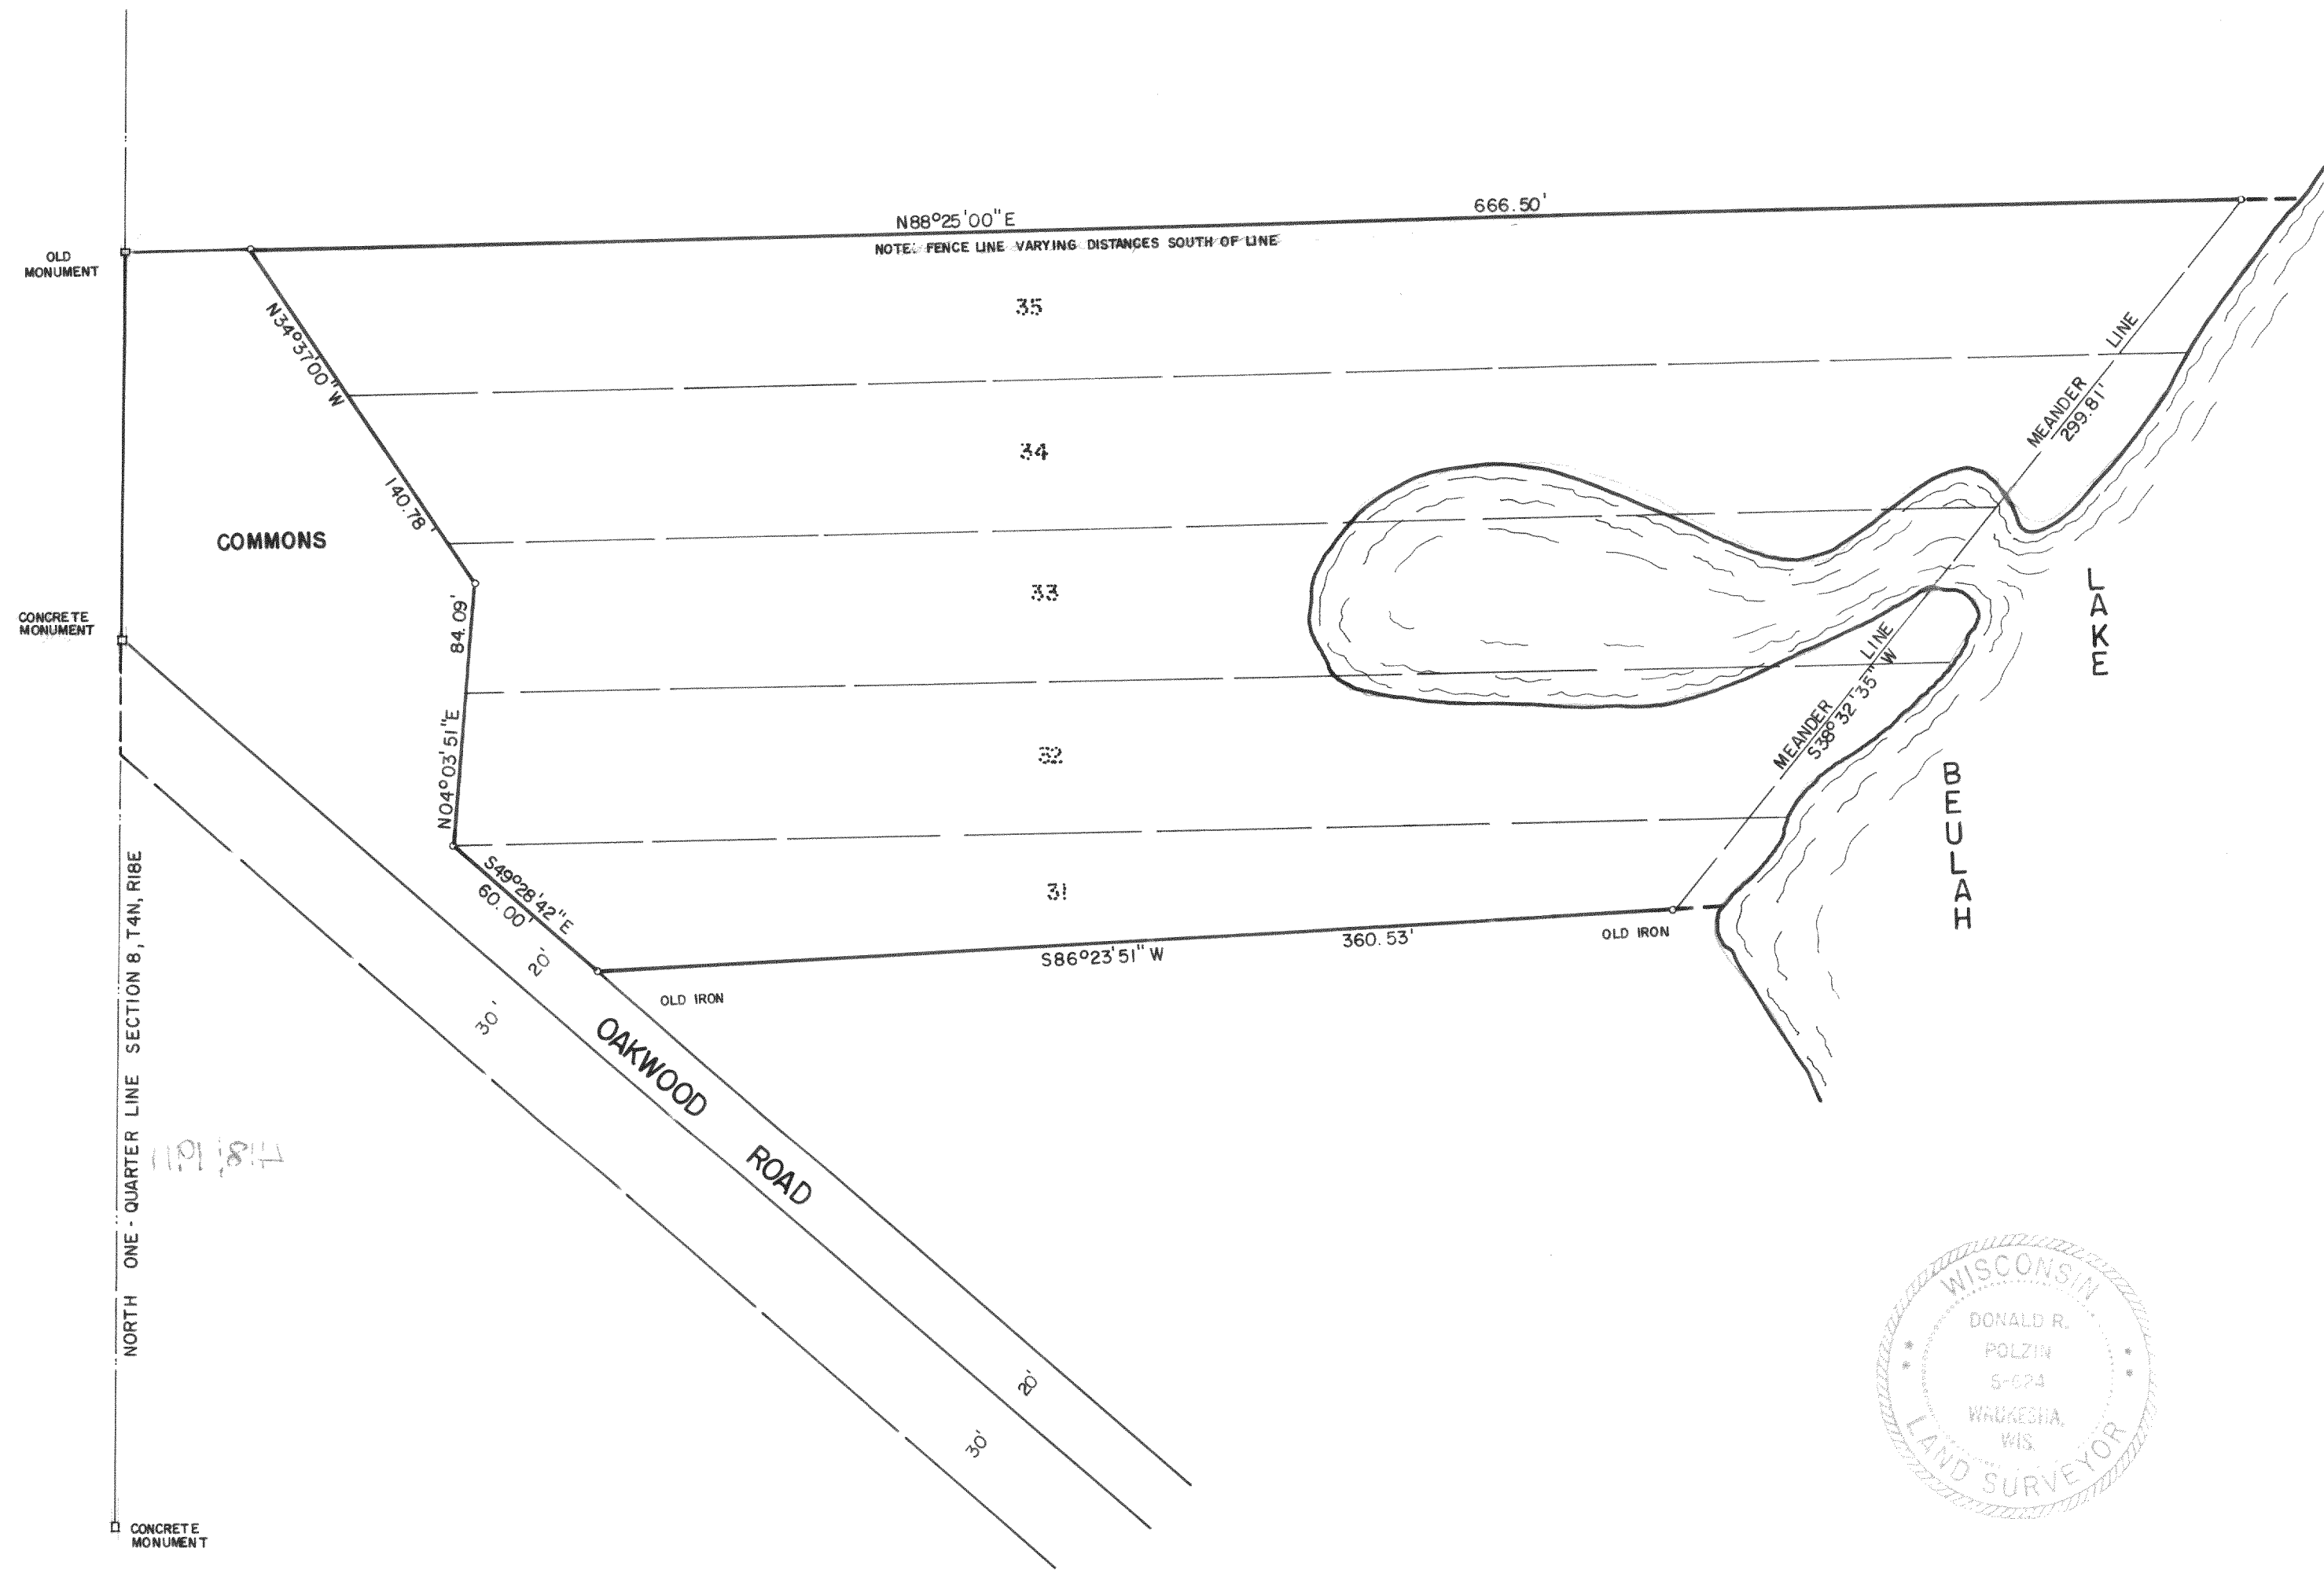 N88°25'00"E
666.50'
NOTE: FENCE LINE VARYING DISTANCES SOUTH OF LINE
OLD
MONUMENT
35
N34°37'00"W
140.78'
MEANDER LINE
299.81'
34
COMMONS
33
CONCRETE
MONUMENT
84.09'
N04°03'51"E
LAKE
BEULAH
MEANDER LINE
S38°32'35"W
32
S49°28'42"E
60.00'
31
360.53'
S86°23'51"W
OLD IRON
OLD IRON
20'
30'
OAKWOOD ROAD
20'
30'
NORTH ONE-QUARTER LINE SECTION 8, T4N, R18E
CONCRETE
MONUMENT
WISCONSIN
DONALD R.
POLZIN
S-624
WAUKESHA,
WIS.
LAND SURVEYOR